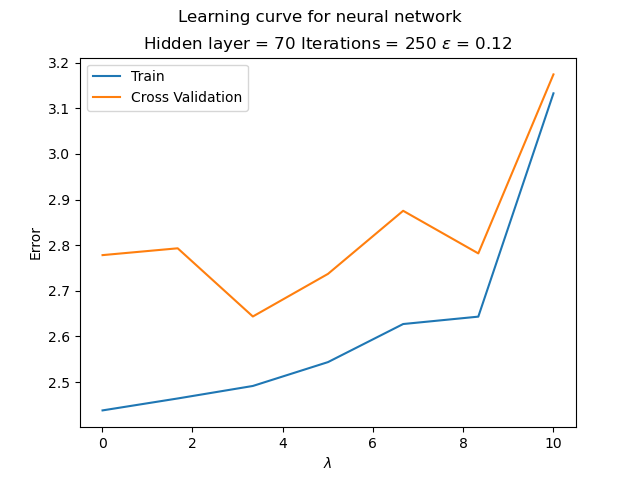 Learning curve for neural network
Hidden layer = 70 Iterations = 250 ε = 0.12
3.2
3.1
3.0
2.9
2.8
2.7
2.6
2.5
Error
Train
Cross Validation
0 2 4 6 8 10
λ